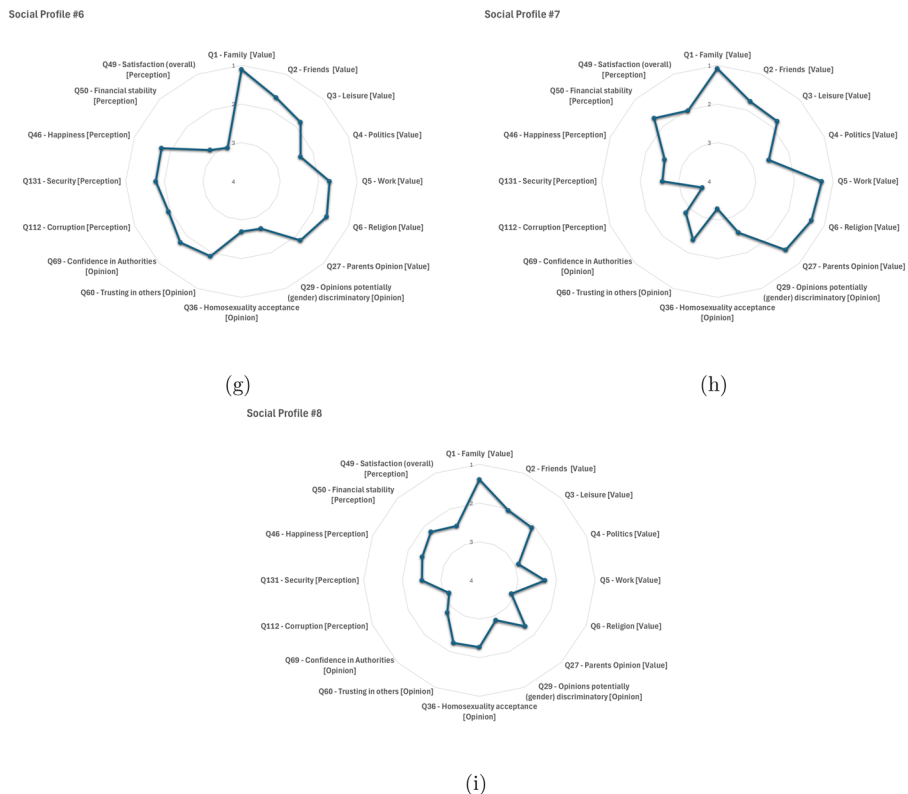 Social Profile #6
Q1 - Family [Value]
Q2 - Friends [Value]
Q3 - Leisure [Value]
Q4 - Politics [Value]
Q5 - Work [Value]
Q6 - Religion [Value]
Q27 - Parents Opinion [Value]
Q29 - Opinions potentially
(gender) discriminatory [Opinion]
Q36 - Homosexuality acceptance
[Opinion]
Q60 - Trusting in others [Opinion]
Q69 - Confidence in Authorities
[Opinion]
Q112 - Corruption [Perception]
Q131 - Security [Perception]
Q46 - Happiness [Perception]
Q50 - Financial stability
[Perception]
Q49 - Satisfaction (overall)
[Perception]
1
2
3
4
(g)
Social Profile #7
Q1 - Family [Value]
Q2 - Friends [Value]
Q3 - Leisure [Value]
Q4 - Politics [Value]
Q5 - Work [Value]
Q6 - Religion [Value]
Q27 - Parents Opinion [Value]
Q29 - Opinions potentially
(gender) discriminatory [Opinion]
Q36 - Homosexuality acceptance
[Opinion]
Q60 - Trusting in others [Opinion]
Q69 - Confidence in Authorities
[Opinion]
Q112 - Corruption [Perception]
Q131 - Security [Perception]
Q46 - Happiness [Perception]
Q50 - Financial stability
[Perception]
Q49 - Satisfaction (overall)
[Perception]
1
2
3
4
(h)
Social Profile #8
Q1 - Family [Value]
Q2 - Friends [Value]
Q3 - Leisure [Value]
Q4 - Politics [Value]
Q5 - Work [Value]
Q6 - Religion [Value]
Q27 - Parents Opinion [Value]
Q29 - Opinions potentially
(gender) discriminatory [Opinion]
Q36 - Homosexuality acceptance
[Opinion]
Q60 - Trusting in others [Opinion]
Q69 - Confidence in Authorities
[Opinion]
Q112 - Corruption [Perception]
Q131 - Security [Perception]
Q46 - Happiness [Perception]
Q50 - Financial stability
[Perception]
Q49 - Satisfaction (overall)
[Perception]
1
2
3
4
(i)